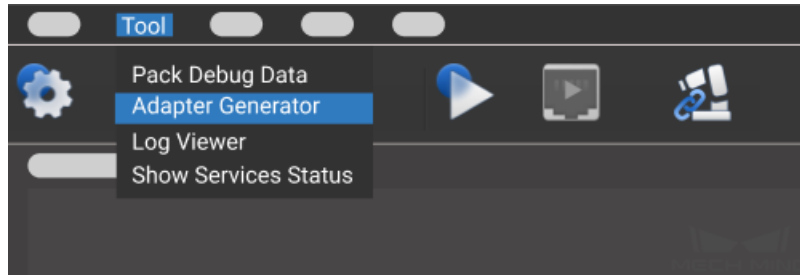 Tool
Pack Debug Data
Adapter Generator
Log Viewer
Show Services Status